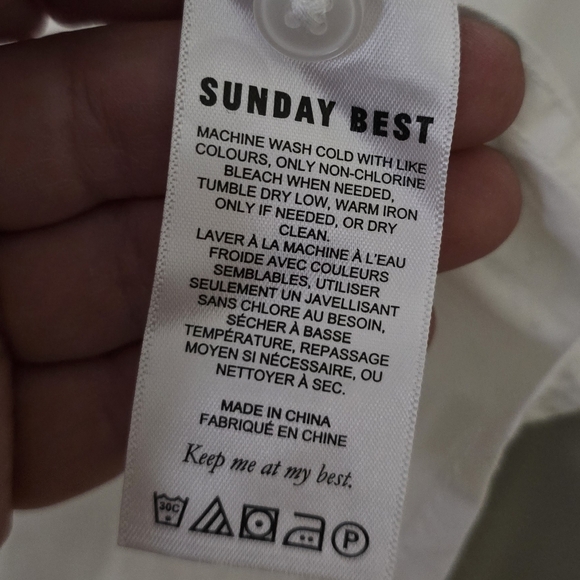 SUNDAY BEST
MACHINE WASH COLD WITH LIKE
COLOURS, ONLY NON-CHLORINE
BLEACH WHEN NEEDED,
TUMBLE DRY LOW, WARM IRON
ONLY IF NEEDED, OR DRY
CLEAN.
LAVER À LA MACHINE À L'EAU
FROIDE AVEC COULEURS
SEMBLABLES, UTILISER
SEULEMENT UN JAVELLISANT
SANS CHLORE AU BESOIN,
SÉCHER À BASSE
TEMPÉRATURE, REPASSAGE
MOYEN SI NÉCESSAIRE, OU
NETTOYER À SEC.
MADE IN CHINA
FABRIQUÉ EN CHINE
Keep me at my best.
30C P